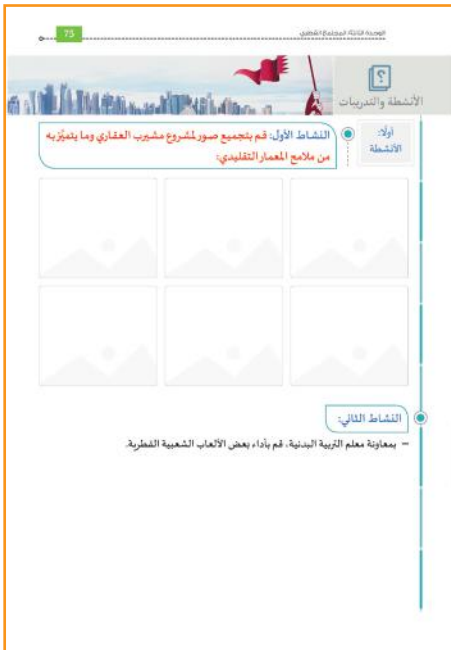 الوحدة الثالثة المجتمع القطري
75
الأنشطة والتدريبات
أولًا:
الأنشطة
النشاط الأول: قم بتجميع صور لمشروع مشيرب العقاري وما يتميّز به
من ملامح المعمار التقليدي:
النشاط الثاني:
– بمعاونة معلم التربية البدنية، قم بأداء بعض الألعاب الشعبية القطرية.